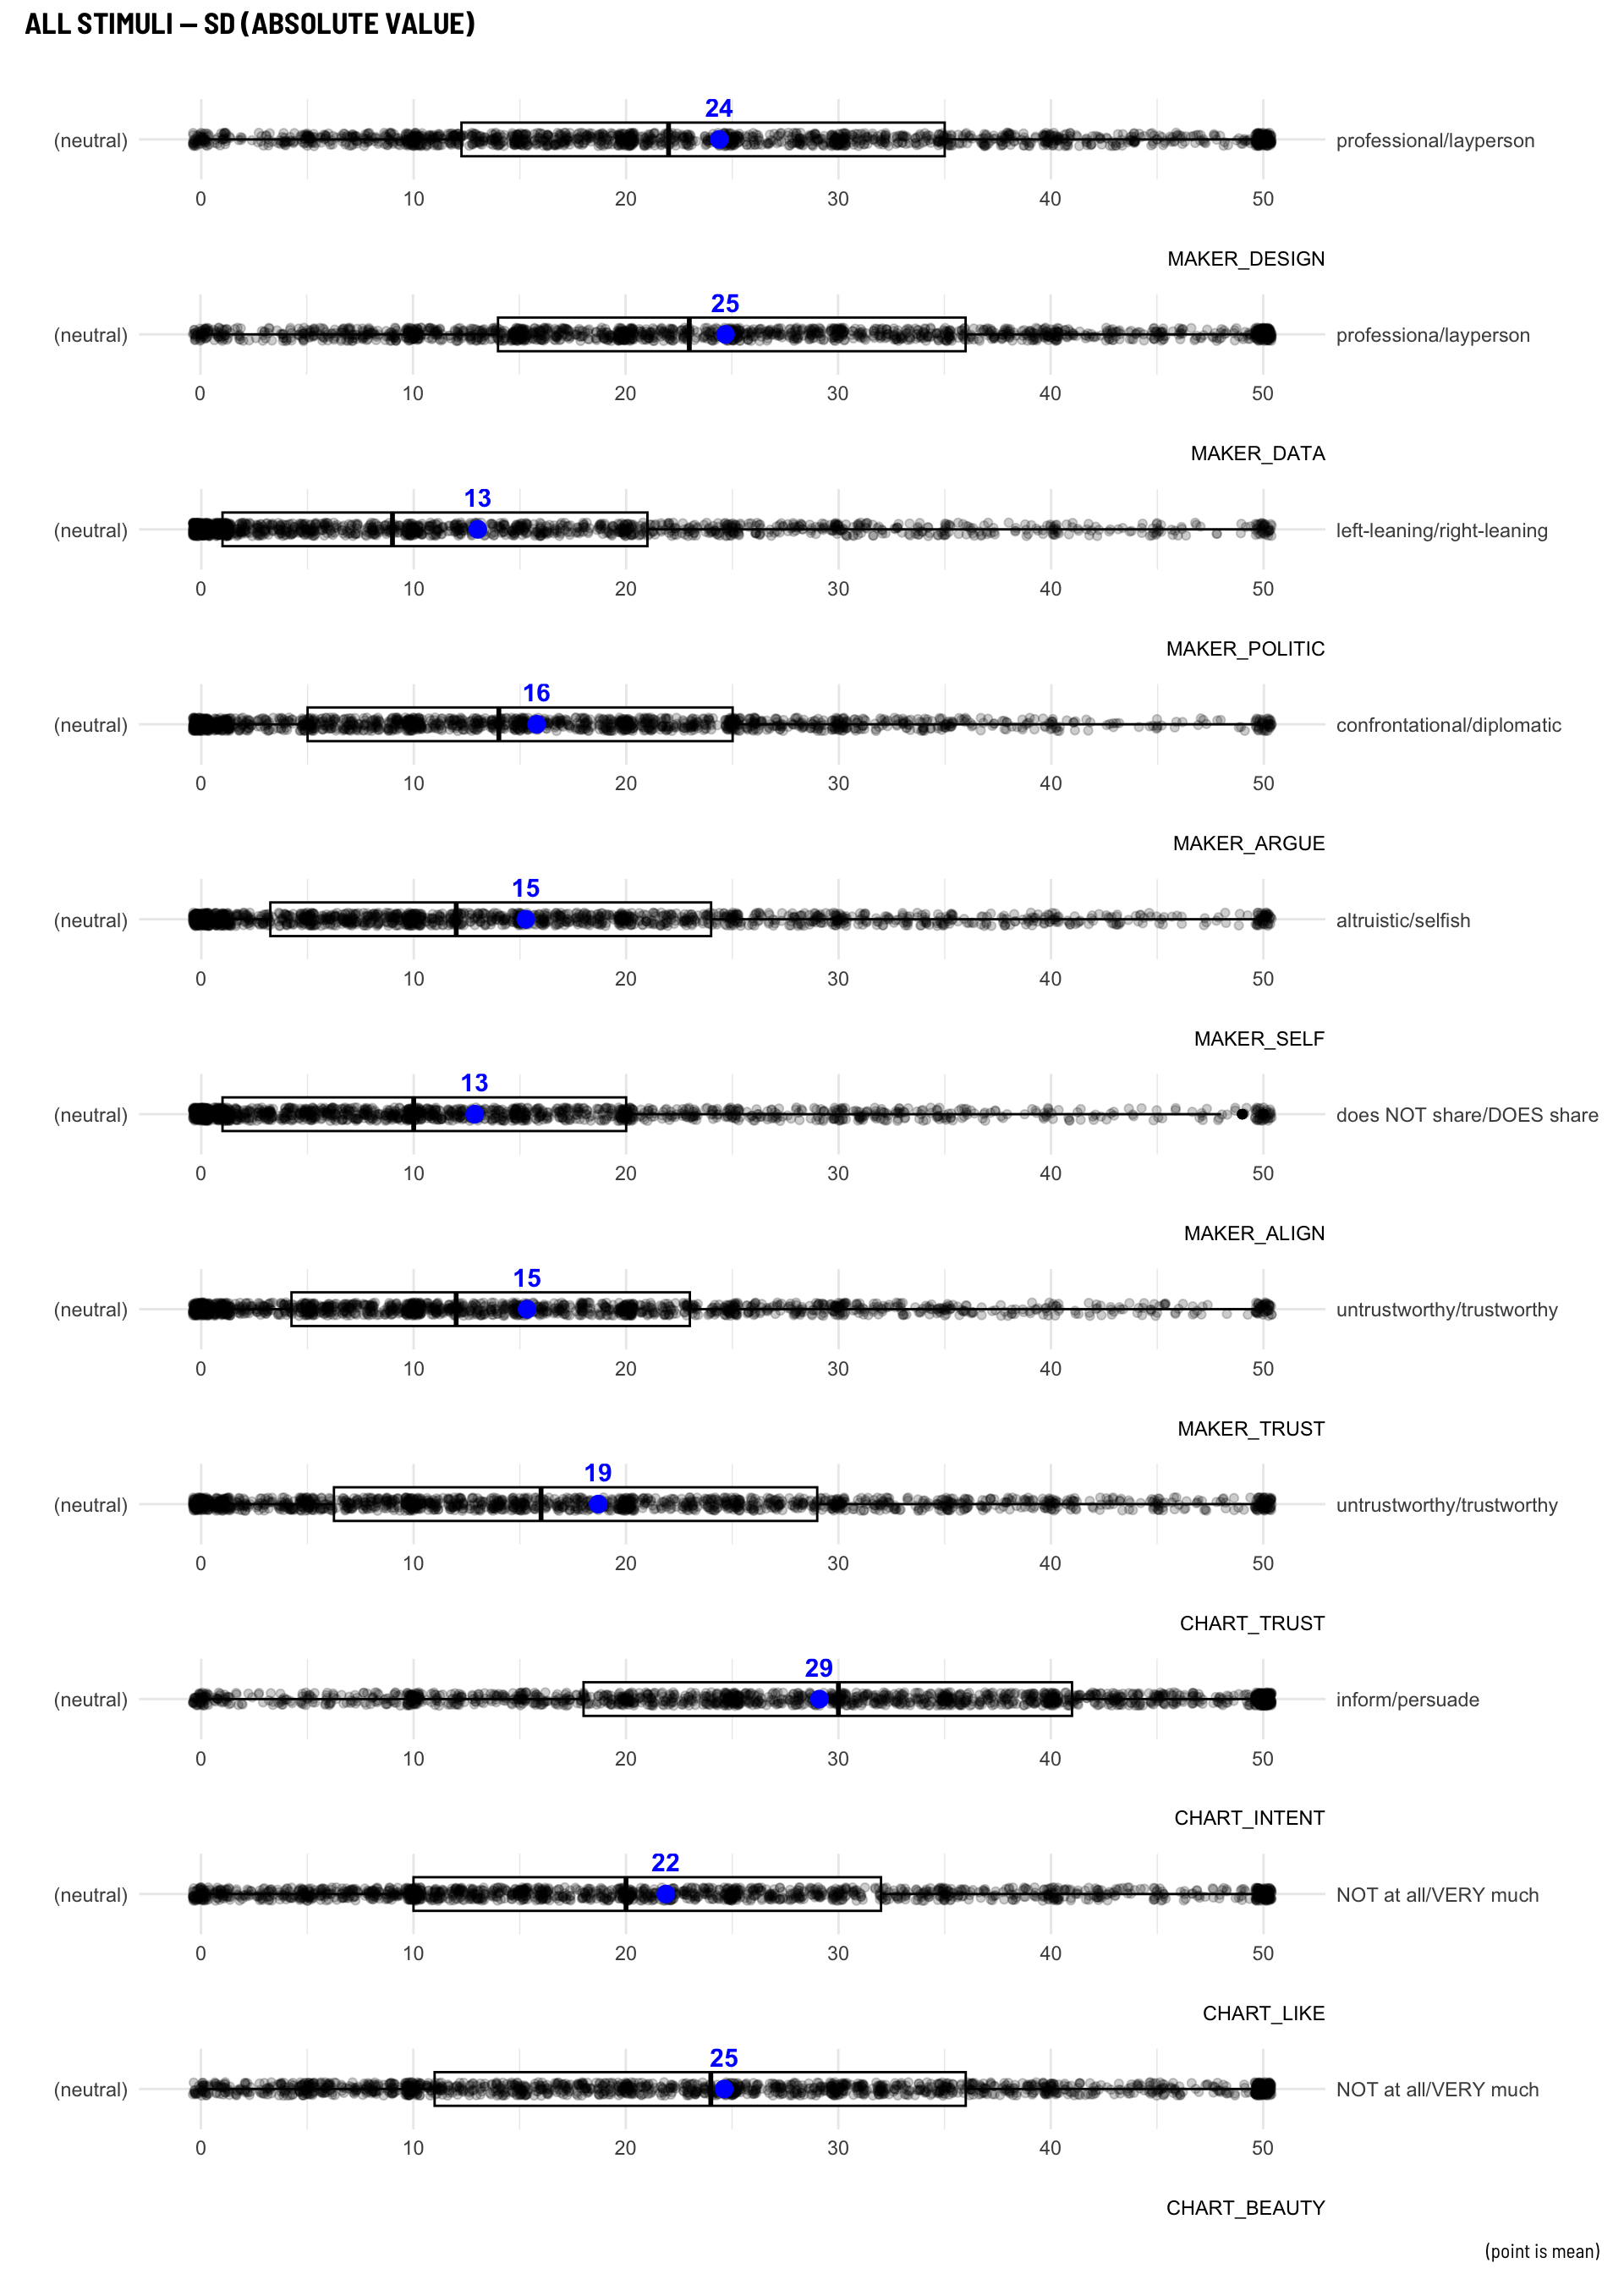 ALL STIMULI — SD (ABSOLUTE VALUE)
24
(neutral) professional/layperson
0 10 20 30 40 50
MAKER_DESIGN
25
(neutral) professiona/layperson
0 10 20 30 40 50
MAKER_DATA
13
(neutral) left-leaning/right-leaning
0 10 20 30 40 50
MAKER_POLITIC
16
(neutral) confrontational/diplomatic
0 10 20 30 40 50
MAKER_ARGUE
15
(neutral) altruistic/selfish
0 10 20 30 40 50
MAKER_SELF
13
(neutral) does NOT share/DOES share
0 10 20 30 40 50
MAKER_ALIGN
15
(neutral) untrustworthy/trustworthy
0 10 20 30 40 50
MAKER_TRUST
19
(neutral) untrustworthy/trustworthy
0 10 20 30 40 50
CHART_TRUST
29
(neutral) inform/persuade
0 10 20 30 40 50
CHART_INTENT
22
(neutral) NOT at all/VERY much
0 10 20 30 40 50
CHART_LIKE
25
(neutral) NOT at all/VERY much
0 10 20 30 40 50
CHART_BEAUTY
(point is mean)